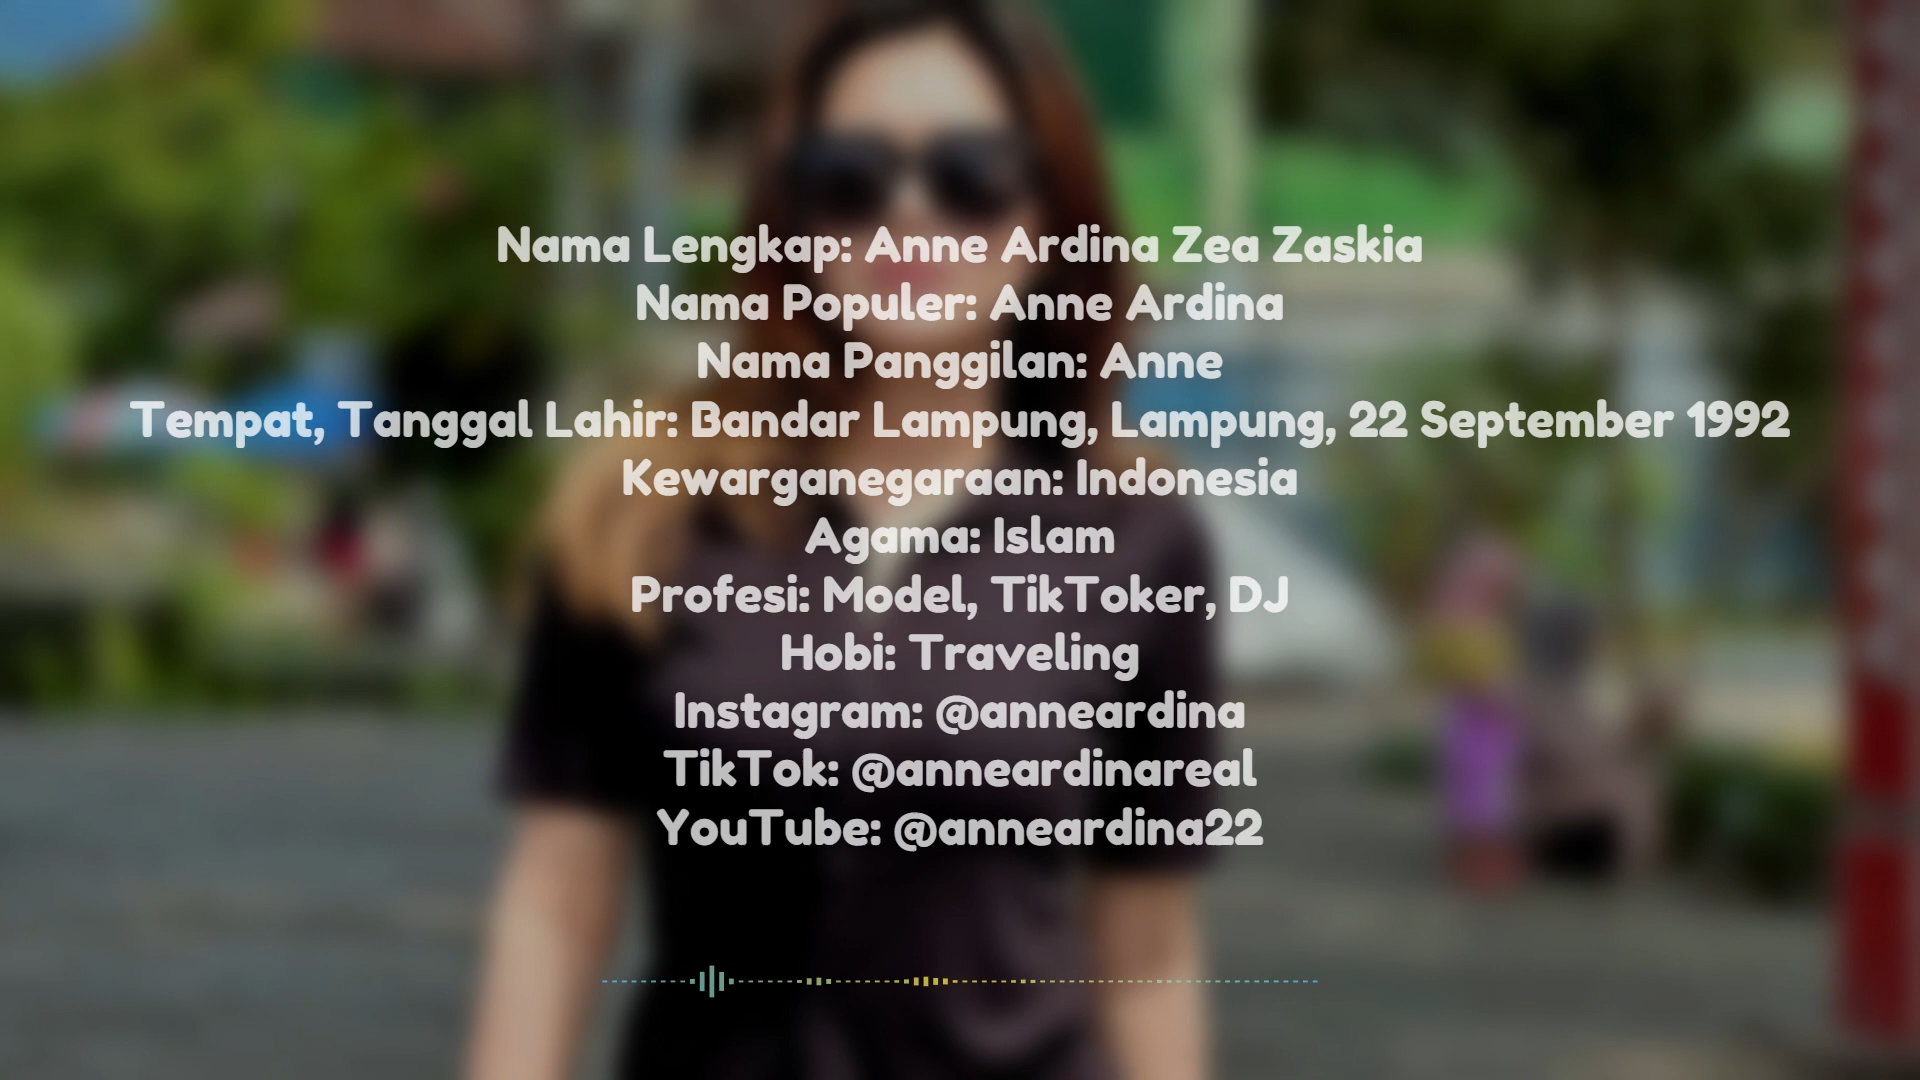 Nama Lengkap: Anne Ardina Zea Zaskia
Nama Populer: Anne Ardina
Nama Panggilan: Anne
Tempat, Tanggal Lahir: Bandar Lampung, Lampung, 22 September 1992
Kewarganegaraan: Indonesia
Agama: Islam
Profesi: Model, TikToker, DJ
Hobi: Traveling
Instagram: @anneardina
TikTok: @anneardinareal
YouTube: @anneardina22